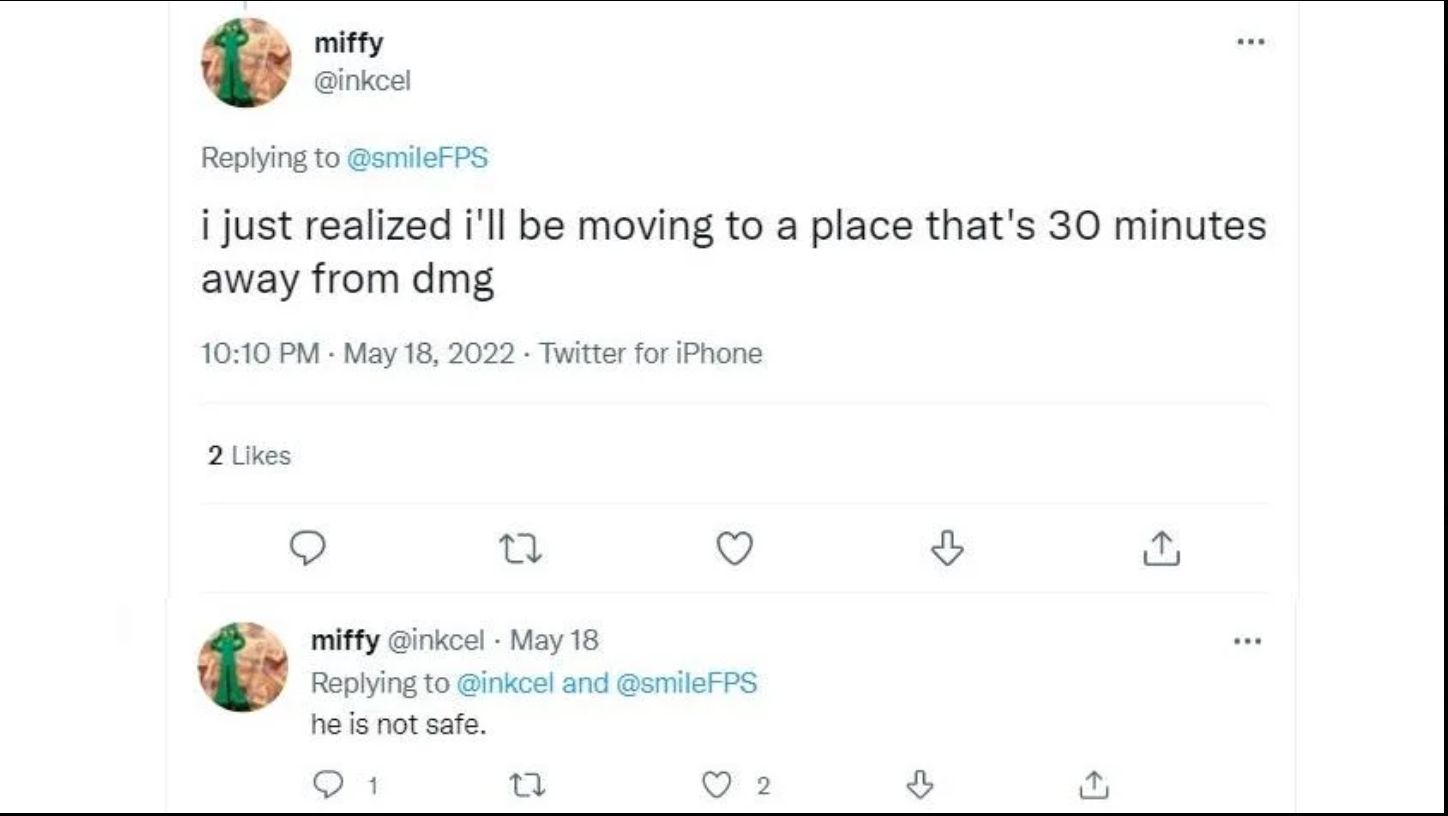 miffy
@inkcel
Replying to @smileFPS
i just realized i'll be moving to a place that's 30 minutes
away from dmg
10:10 PM · May 18, 2022 · Twitter for iPhone
2 Likes
miffy @inkcel · May 18
Replying to @inkcel and @smileFPS
he is not safe.
1 2